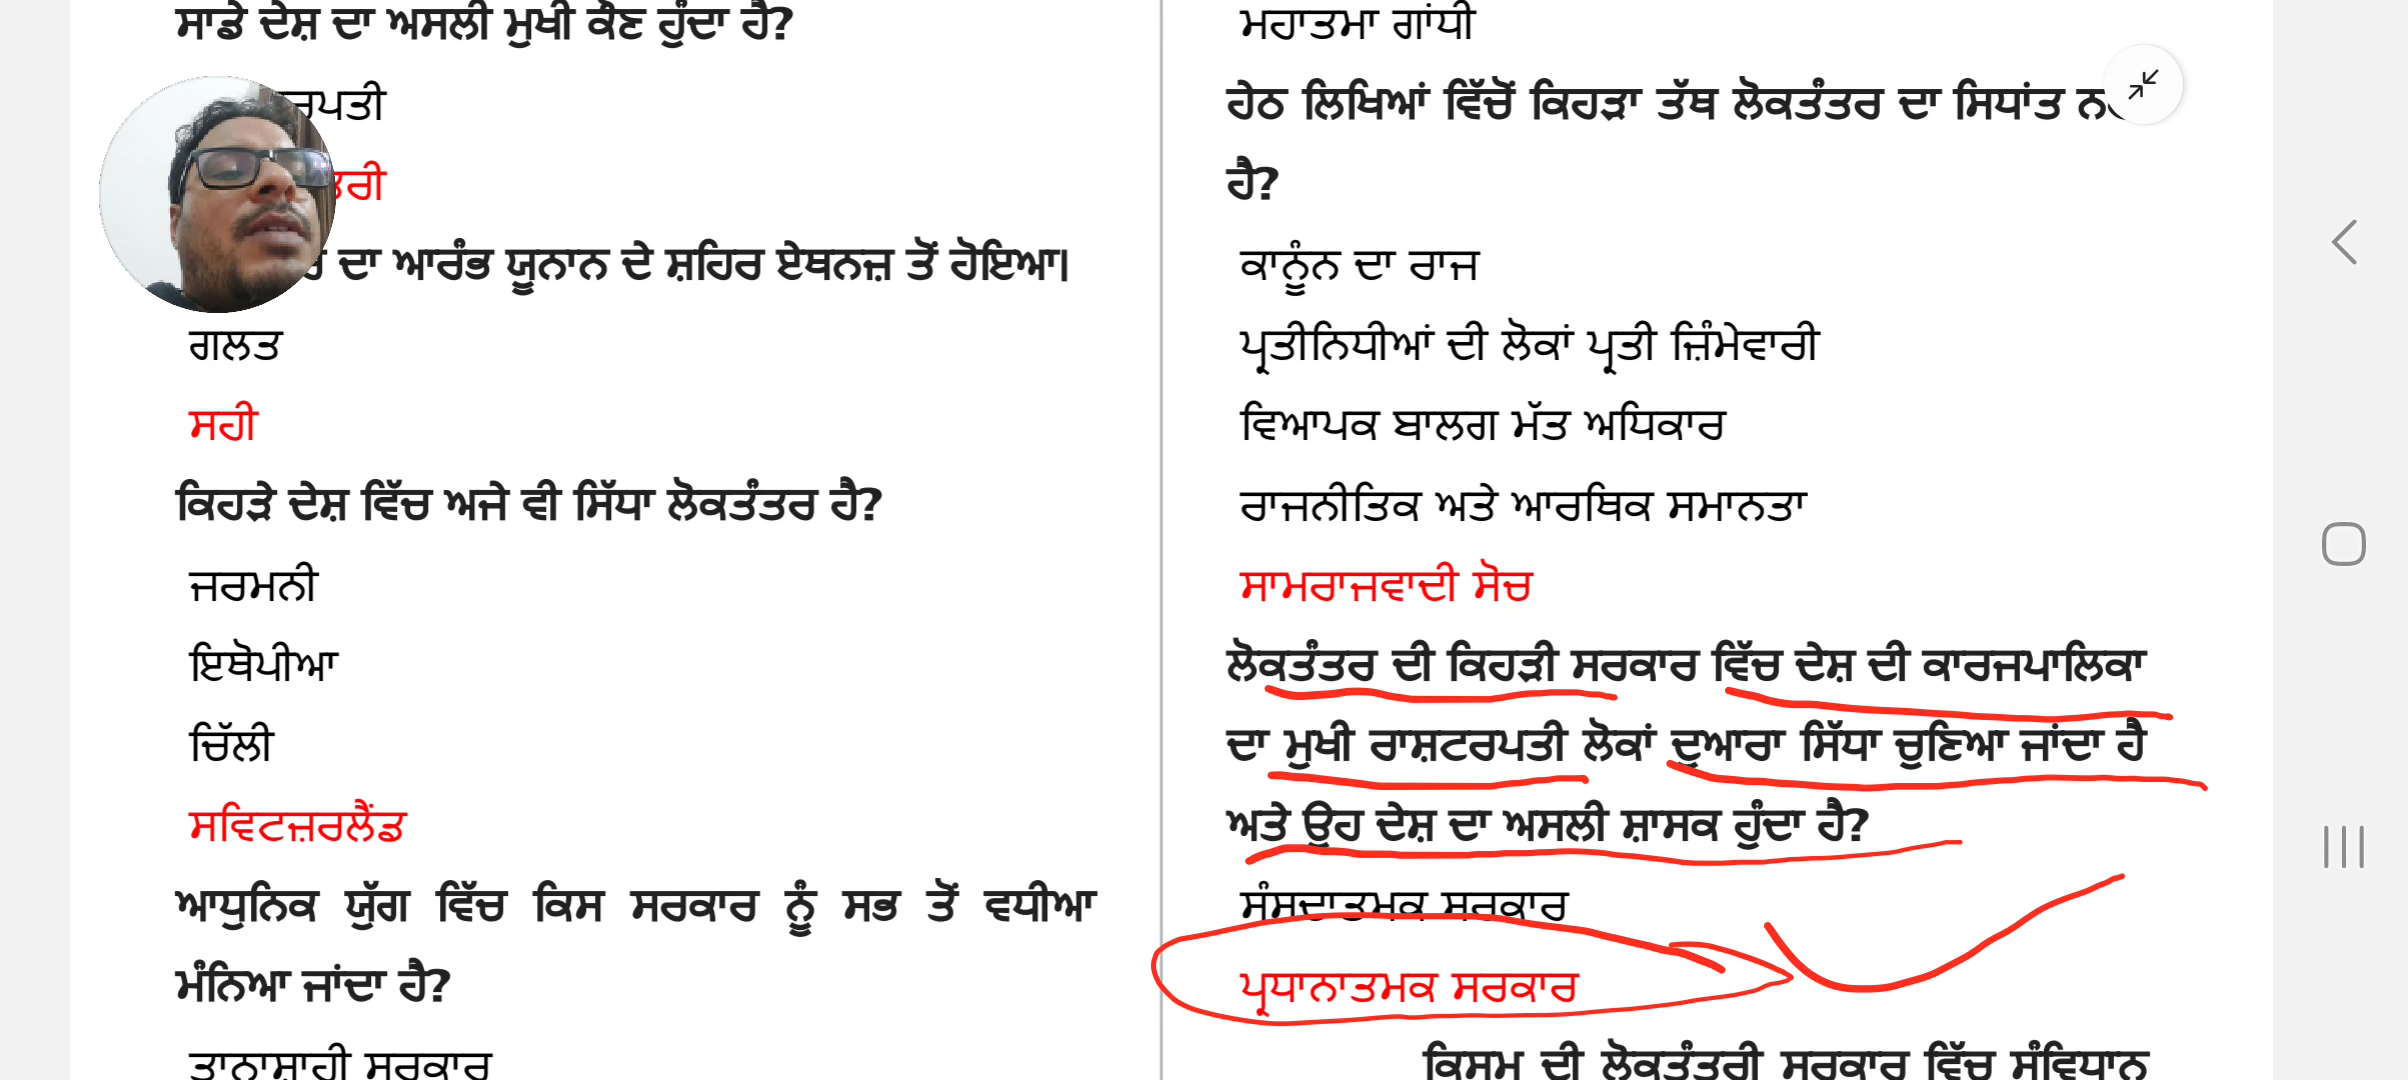 ਸਾਡੇ ਦੇਸ਼ ਦਾ ਅਸਲੀ ਮੁਖੀ ਕੌਣ ਹੁੰਦਾ ਹੈ?
ਰਪਤੀ
ਤਰੀ
ਰ ਦਾ ਆਰੰਭ ਯੂਨਾਨ ਦੇ ਸ਼ਹਿਰ ਏਥਨਜ਼ ਤੋਂ ਹੋਇਆ।
ਗਲਤ
ਸਹੀ
ਕਿਹੜੇ ਦੇਸ਼ ਵਿੱਚ ਅਜੇ ਵੀ ਸਿੱਧਾ ਲੋਕਤੰਤਰ ਹੈ?
ਜਰਮਨੀ
ਇਥੋਪੀਆ
ਚਿੱਲੀ
ਸਵਿਟਜ਼ਰਲੈਂਡ
ਆਧੁਨਿਕ ਯੁੱਗ ਵਿੱਚ ਕਿਸ ਸਰਕਾਰ ਨੂੰ ਸਭ ਤੋਂ ਵਧੀਆ
ਮੰਨਿਆ ਜਾਂਦਾ ਹੈ?
ਤਾਨਾਸ਼ਾਹੀ ਸਰਕਾਰ
ਮਹਾਤਮਾ ਗਾਂਧੀ
ਹੇਠ ਲਿਖਿਆਂ ਵਿੱਚੋਂ ਕਿਹੜਾ ਤੱਥ ਲੋਕਤੰਤਰ ਦਾ ਸਿਧਾਂਤ
ਹੈ?
ਕਾਨੂੰਨ ਦਾ ਰਾਜ
ਪ੍ਰਤੀਨਿਧੀਆਂ ਦੀ ਲੋਕਾਂ ਪ੍ਰਤੀ ਜ਼ਿੰਮੇਵਾਰੀ
ਵਿਆਪਕ ਬਾਲਗ ਮੱਤ ਅਧਿਕਾਰ
ਰਾਜਨੀਤਿਕ ਅਤੇ ਆਰਥਿਕ ਸਮਾਨਤਾ
ਸਾਮਰਾਜਵਾਦੀ ਸੋਚ
ਲੋਕਤੰਤਰ ਦੀ ਕਿਹੜੀ ਸਰਕਾਰ ਵਿੱਚ ਦੇਸ਼ ਦੀ ਕਾਰਜਪਾਲਿਕਾ
ਦਾ ਮੁਖੀ ਰਾਸ਼ਟਰਪਤੀ ਲੋਕਾਂ ਦੁਆਰਾ ਸਿੱਧਾ ਚੁਣਿਆ ਜਾਂਦਾ ਹੈ
ਅਤੇ ਉਹ ਦੇਸ਼ ਦਾ ਅਸਲੀ ਸ਼ਾਸਕ ਹੁੰਦਾ ਹੈ?
ਸੰਸਦਾਤਮਕ ਸਰਕਾਰ
ਪ੍ਰਧਾਨਾਤਮਕ ਸਰਕਾਰ
ਕਿਸਮ ਦੀ ਲੋਕਤੰਤਰੀ ਸਰਕਾਰ ਵਿੱਚ ਸੰਵਿਧਾਨ